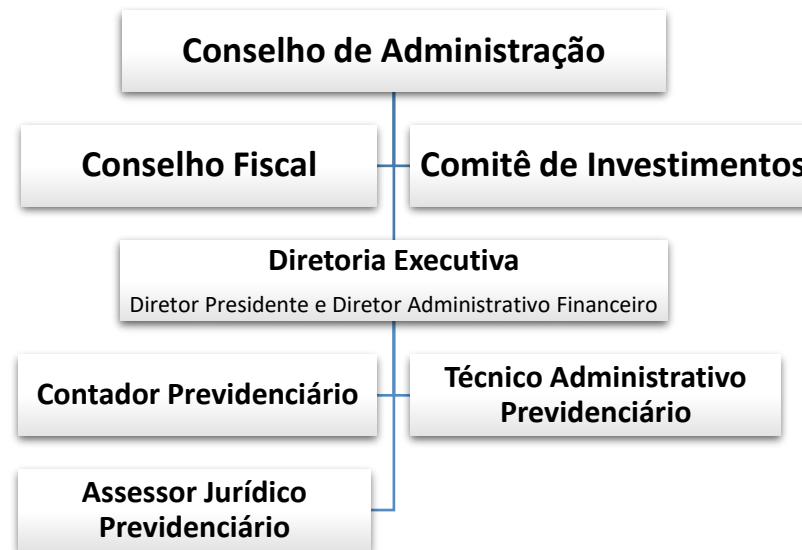 Conselho de Administração
Conselho Fiscal
Comitê de Investimentos
Diretoria Executiva
Diretor Presidente e Diretor Administrativo Financeiro
Contador Previdenciário
Técnico Administrativo
Previdenciário
Assessor Jurídico
Previdenciário